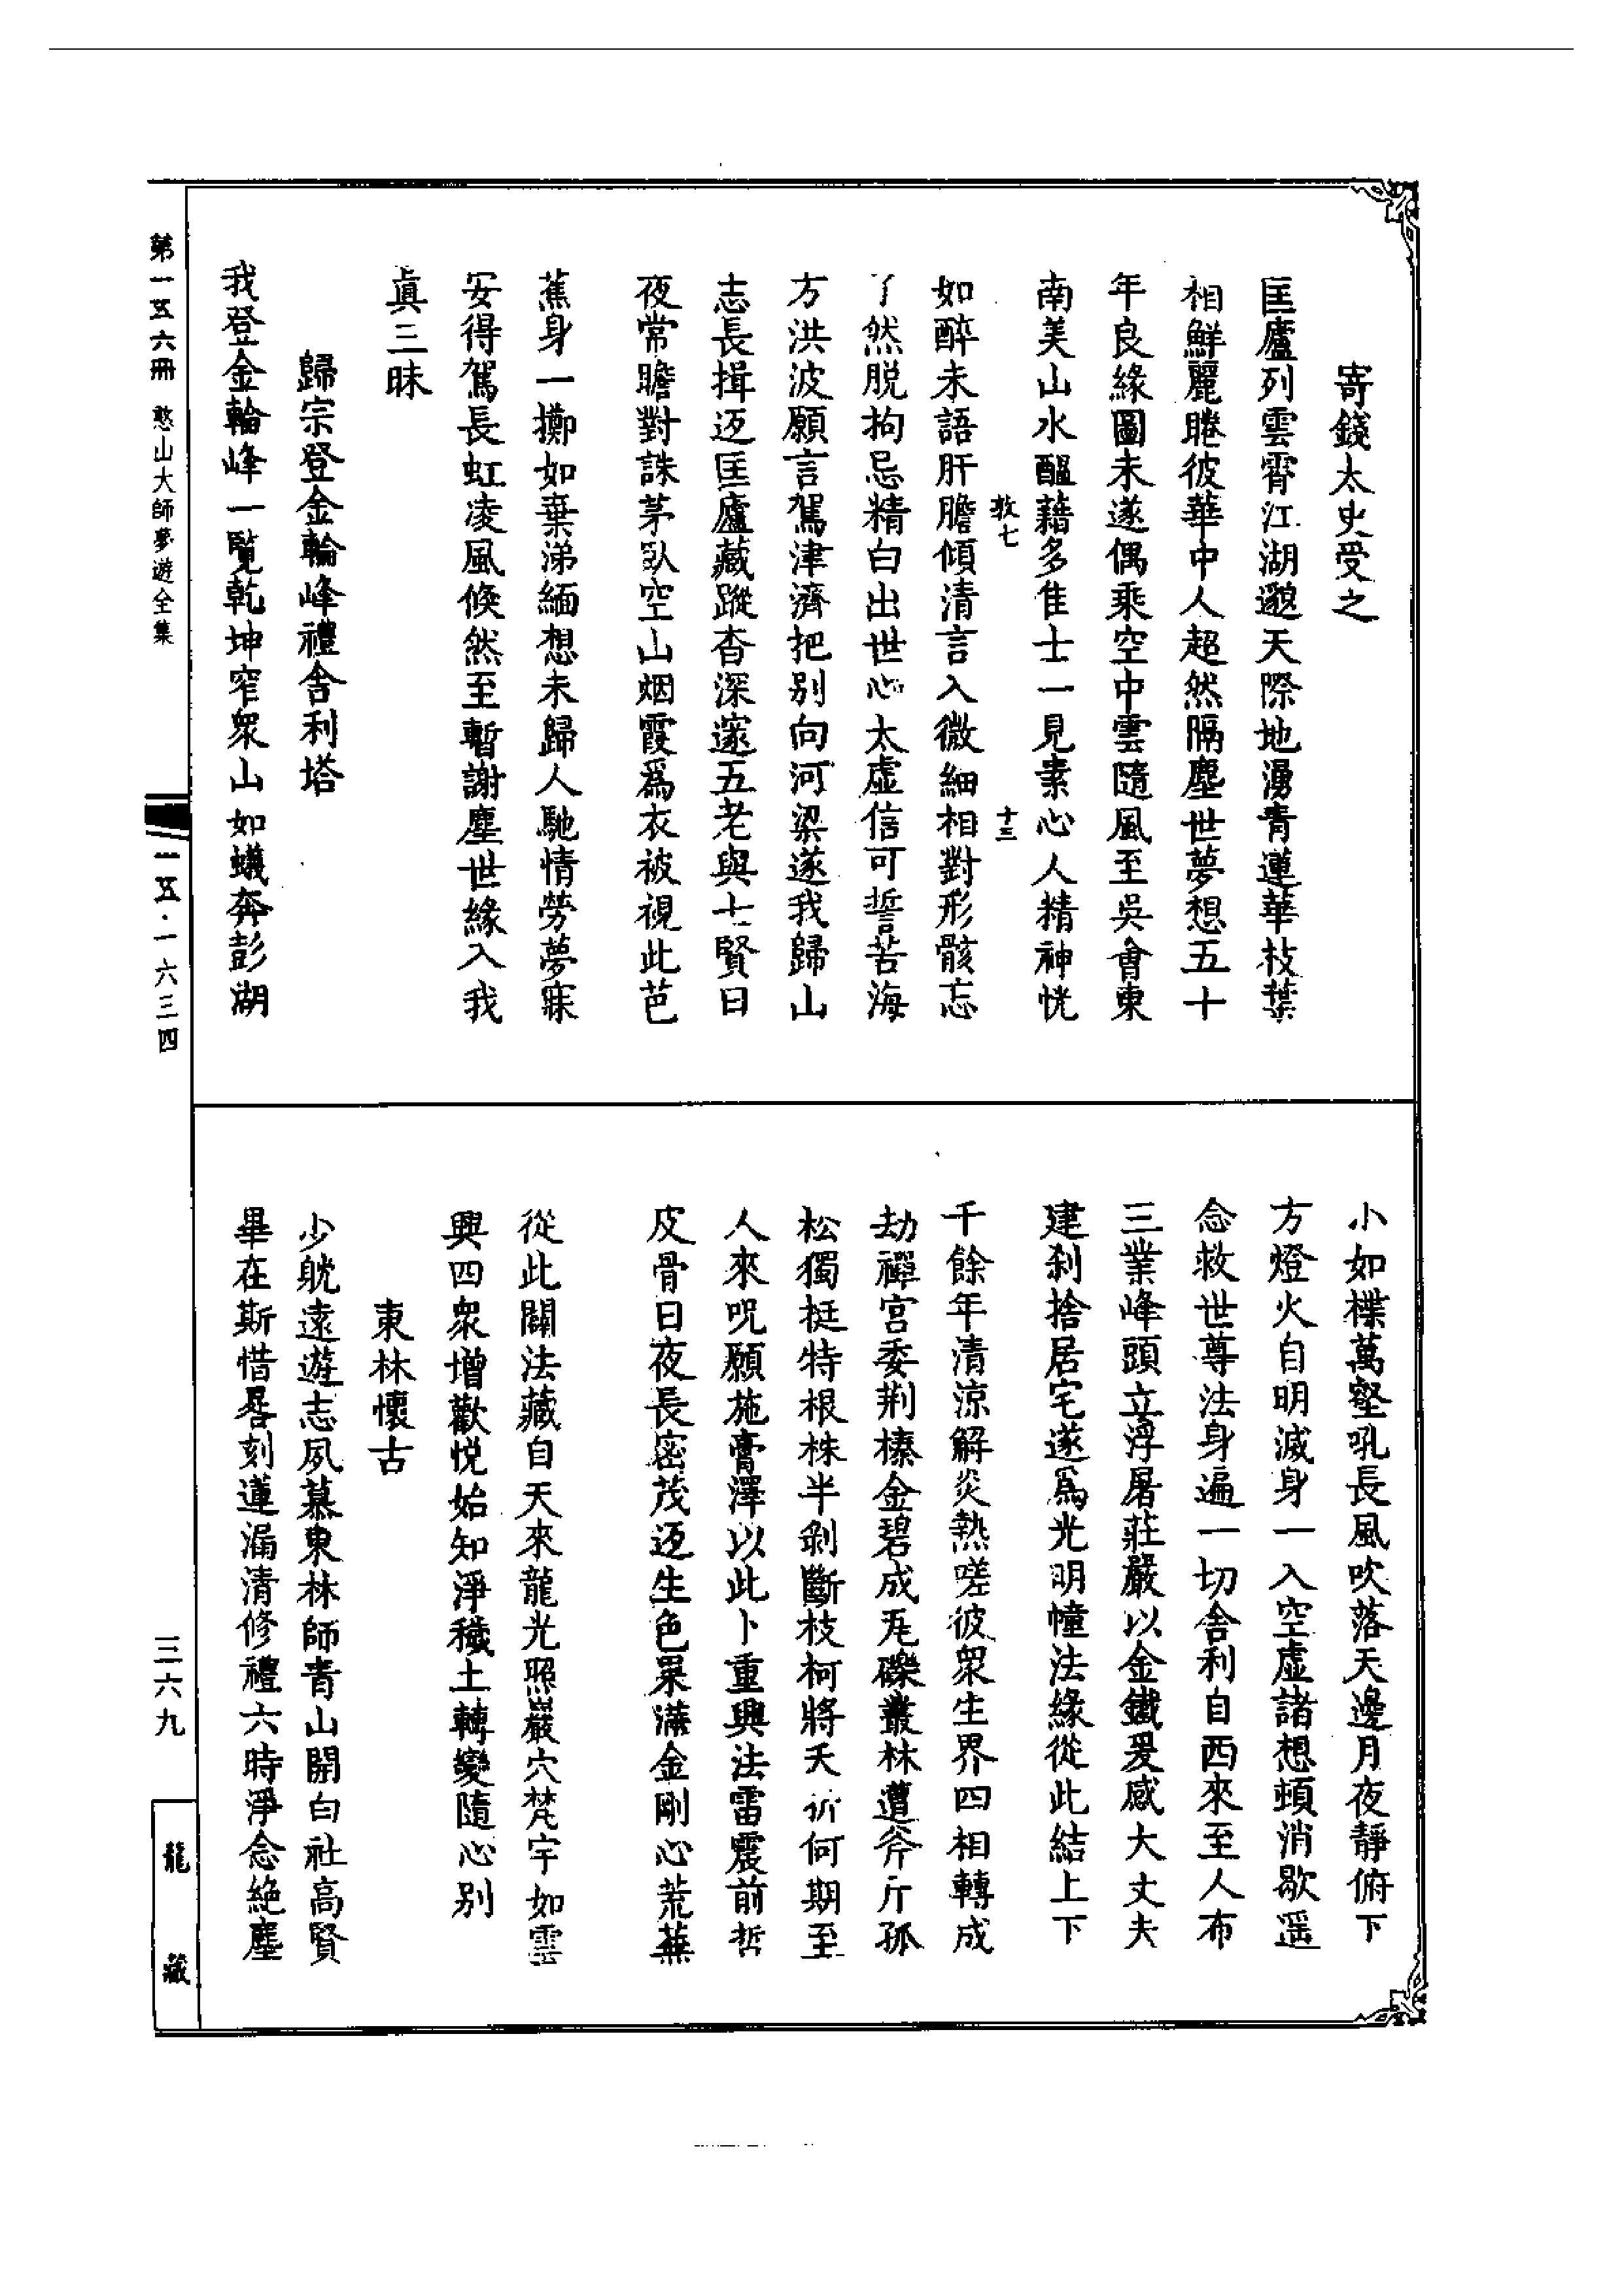 寄錢太史受之
匡廬列雲霄江湖邈天際地湧青蓮華枝葉
相鮮麗睠彼華中人超然隔塵世夢想五十
年良緣圖未遂偶乘空中雲隨風至吳會東
南美山水醞藉多隹士一見素心人精神恍
教七
十三
如醉未語肝膽傾清言入微細相對形骸忘
了然脫拘忌精白出世心太虛信可誓苦海
方洪波願言駕津濟把別向河梁遂我歸山
志長揖返匡廬藏蹤杳深邃五老與七賢日
夜常瞻對誅茅臥空山烟霞爲衣被視此芭
蕉身一擲如棄涕緬想未歸人馳情勞夢寐
安得駕長虹凌風倏然至暫謝塵世緣入我
眞三昧
歸宗登金輪峰禮舍利塔
我登金輪峰一覽乾坤窄衆山如蟻奔彭湖
小如楪萬壑吼長風吹落天邊月夜靜俯下
方燈火自明滅身一入空虛諸想頓消歇遥
念救世尊法身遍一切舍利自西來至人布
三業峰頭立浮屠莊嚴以金鐵爰感大丈夫
建刹捨居宅遂爲光明幢法緣從此結上下
千餘年清涼解炎熱嗟彼衆生界四相轉成
劫禪宮委荆榛金碧成瓦礫叢林遭斧斤孤
松獨挺特根株半剝斷枝柯將夭折何期至
人來呪願施膏澤以此卜重興法雷震前哲
皮骨日夜長密茂返生色果滿金剛心荒蕪
從此闢法藏自天來龍光照巖穴梵宇如雲
興四衆增歡悅始知淨穢土轉變隨心別
東林懷古
少躭遠遊志夙慕東林師青山開白社高賢
畢在斯惜晷刻蓮漏清修禮六時淨念絕塵
第一五六冊 憨山大師夢遊全集
一五·一六三四
三六九
龍藏